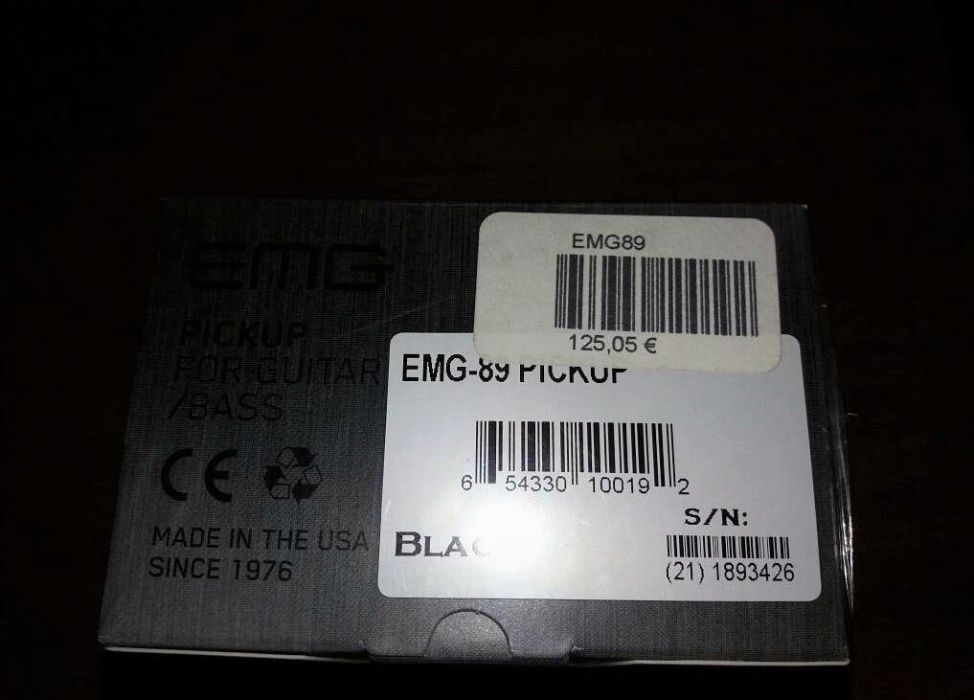 EMG
PICKUP
FOR GUITAR
/BASS
CE
MADE IN THE USA
SINCE 1976
EMG89
125,05 €
EMG-89 PICKUP
6 54330 10019 2
S/N:
(21) 1893426